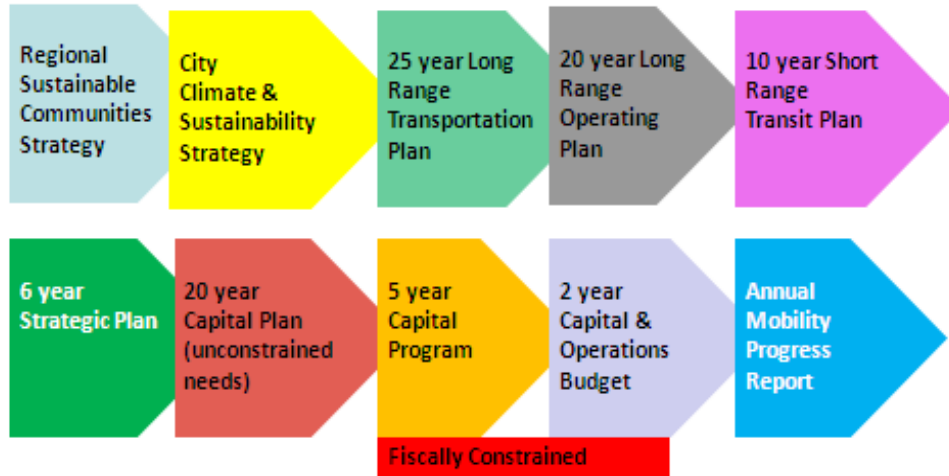 Regional
Sustainable
Communities
Strategy
City
Climate &
Sustainability
Strategy
25 year Long
Range
Transportation
Plan
20 year Long
Range
Operating
Plan
10 year Short
Range
Transit Plan
6 year
Strategic Plan
20 year
Capital Plan
(unconstrained
needs)
5 year
Capital
Program
2 year
Capital &
Operations
Budget
Annual
Mobility
Progress
Report
Fiscally Constrained